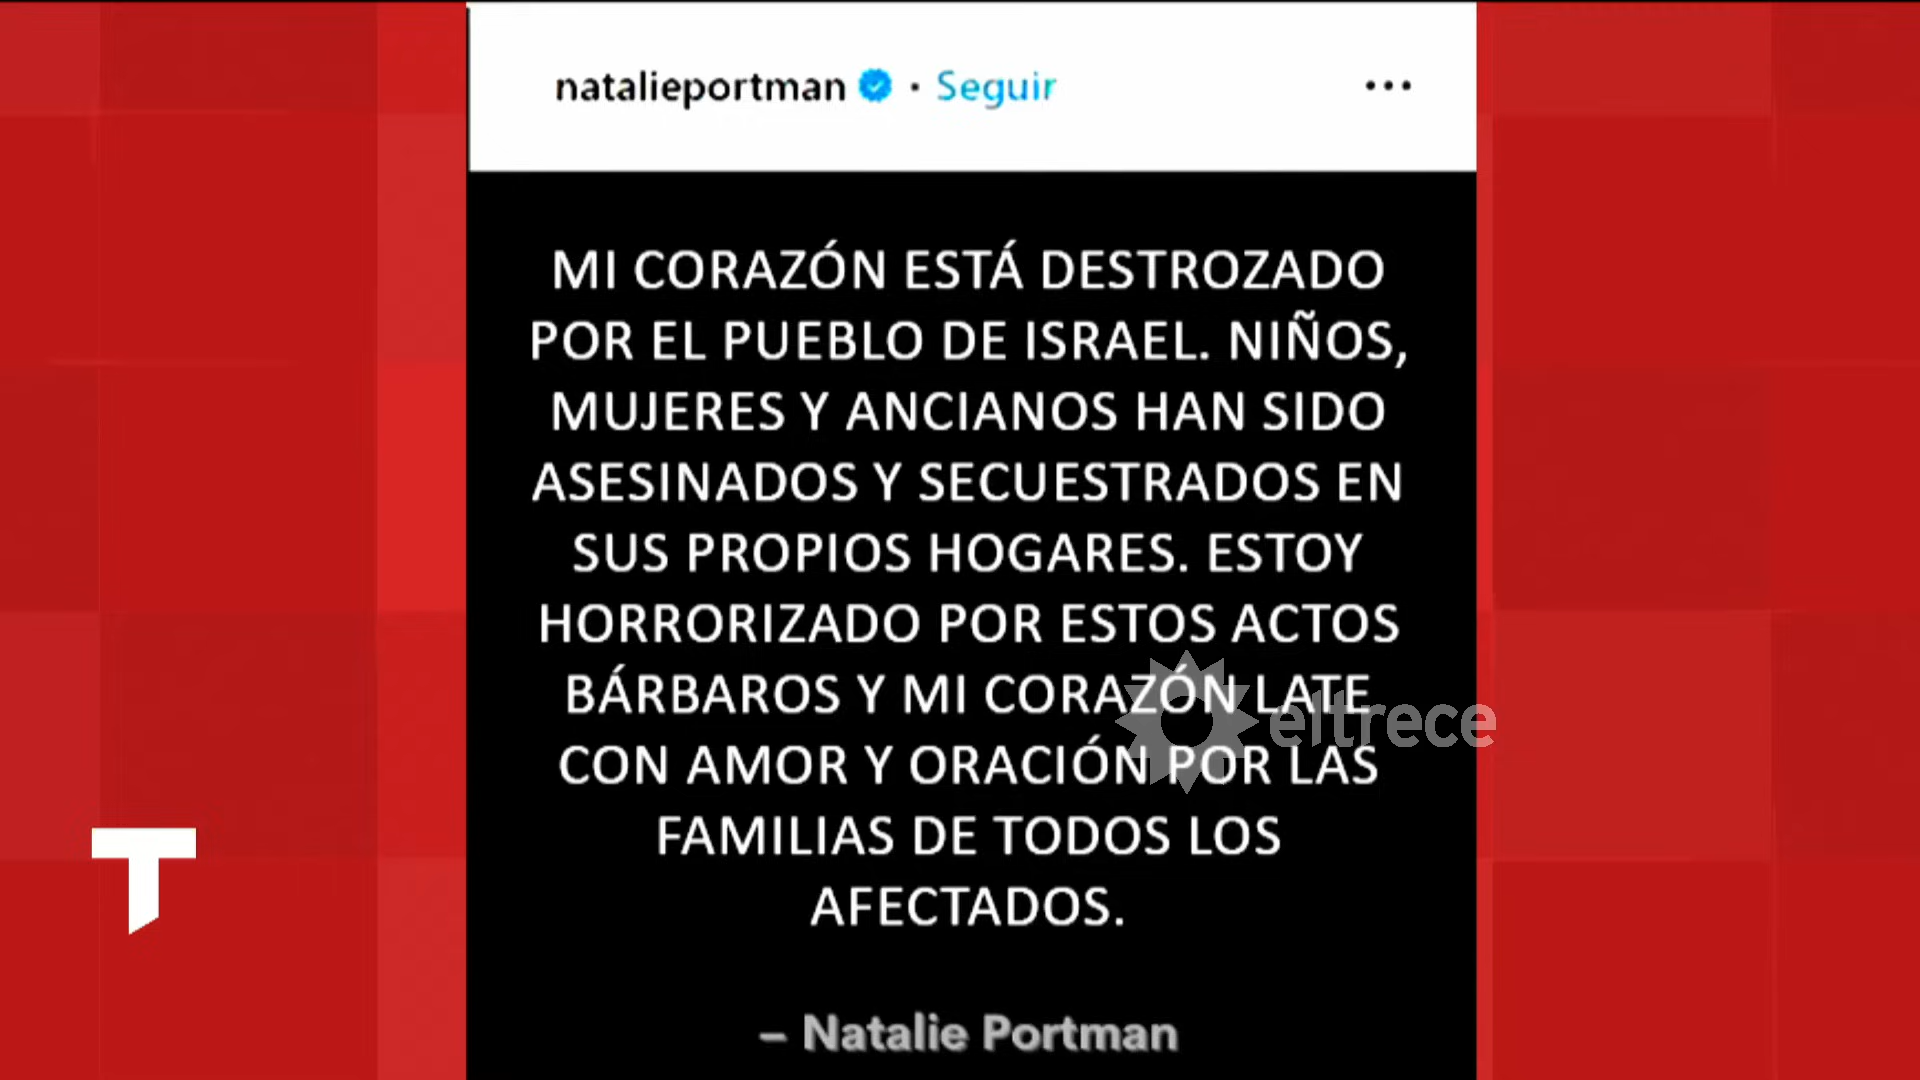 natalieportman · Seguir
MI CORAZÓN ESTÁ DESTROZADO
POR EL PUEBLO DE ISRAEL. NIÑOS,
MUJERES Y ANCIANOS HAN SIDO
ASESINADOS Y SECUESTRADOS EN
SUS PROPIOS HOGARES. ESTOY
HORRORIZADO POR ESTOS ACTOS
BÁRBAROS Y MI CORAZÓN LATE
eltrece
CON AMOR Y ORACIÓN POR LAS
FAMILIAS DE TODOS LOS
AFECTADOS.
T
– Natalie Portman